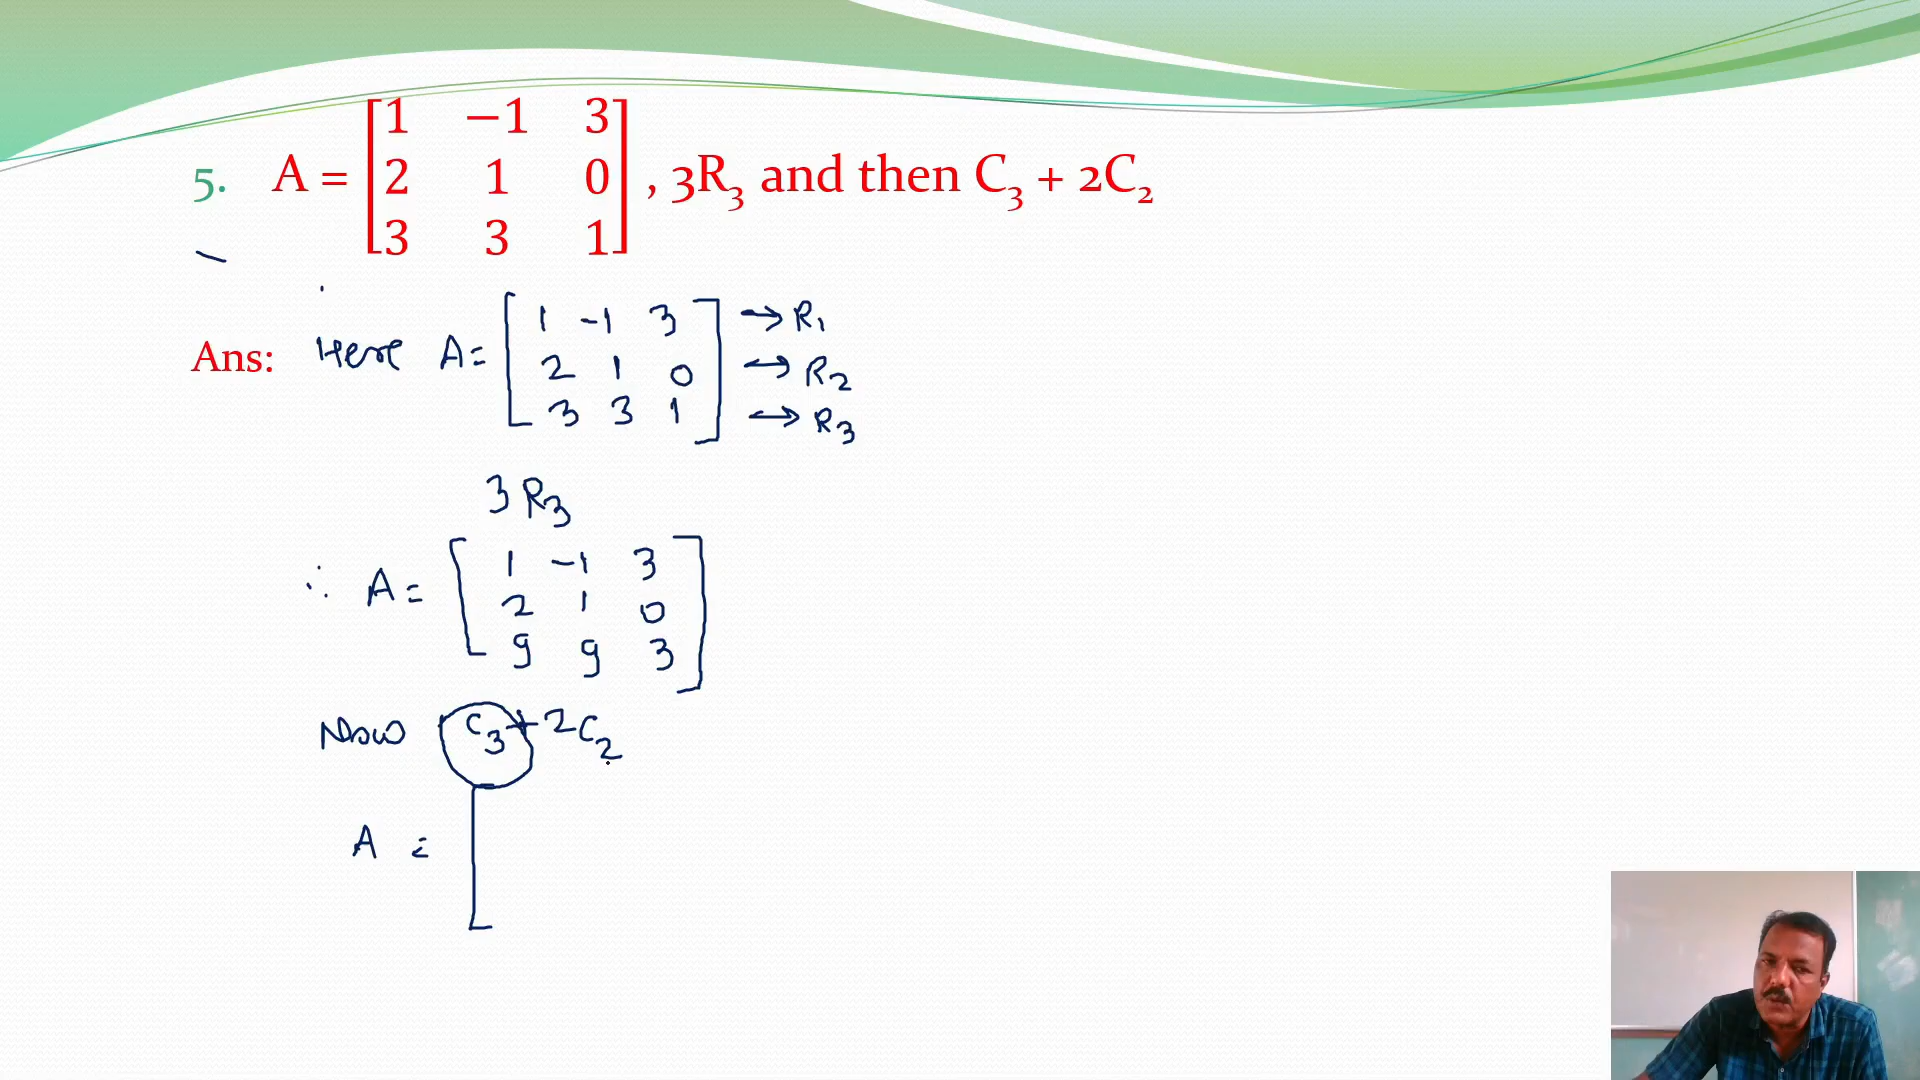 5. A = [1 −1 3
2 1 0
3 3 1] , 3R₃ and then C₃ + 2C₂
Ans: Here A = [1 -1 3] → R₁
[2 1 0] → R₂
[3 3 1] → R₃
3R₃
∴ A = [1 -1 3
2 1 0
9 9 3]
Now C₃ + 2C₂
A = [